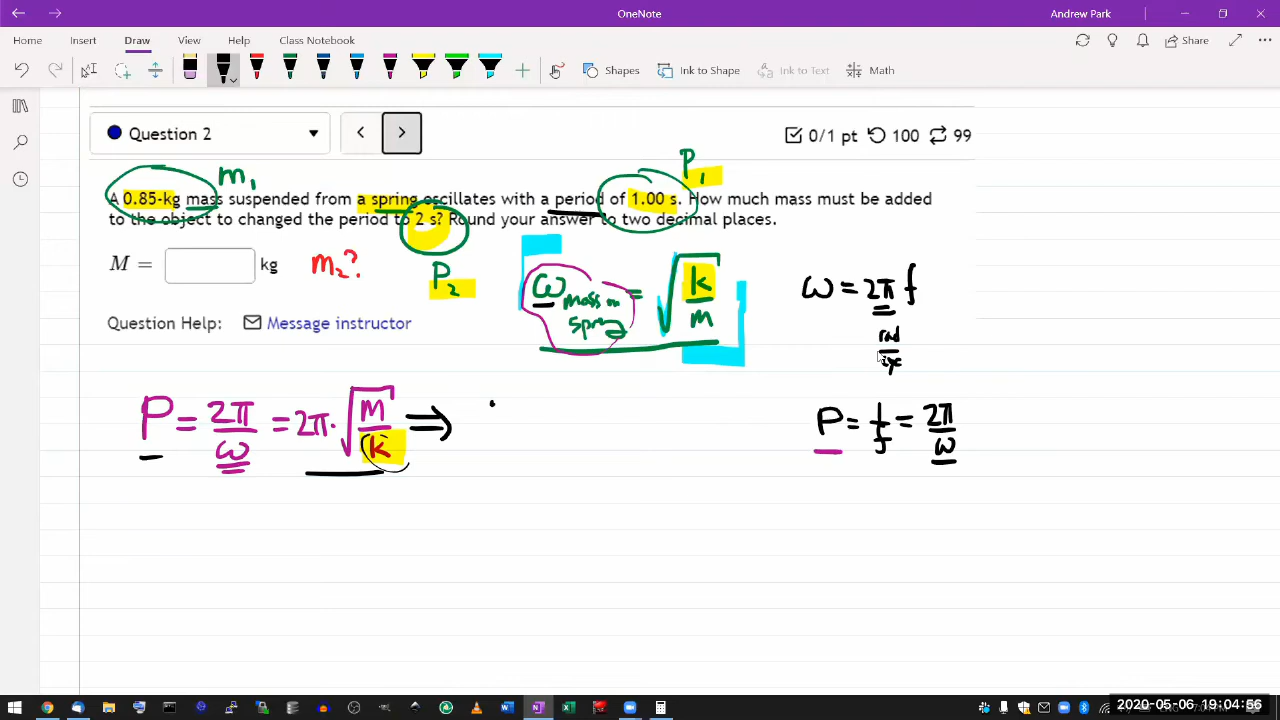 OneNote
Andrew Park
Home Insert Draw View Help Class Notebook
Share
Shapes Ink to Shape Ink to Text Math
Question 2 < > 0/1 pt 100 99
m₁ P₁
A 0.85-kg mass suspended from a spring oscillates with a period of 1.00 s. How much mass must be added
to the object to changed the period to 2 s? Round your answer to two decimal places.
M = kg m₂? P₂
ω mass on spring = √(k/m)
ω = 2π f
rad
cyc
Question Help: Message instructor
P = 2π/ω = 2π · √(m/k) ⇒
P = 1/f = 2π/ω
2020-05-06 19:04:56